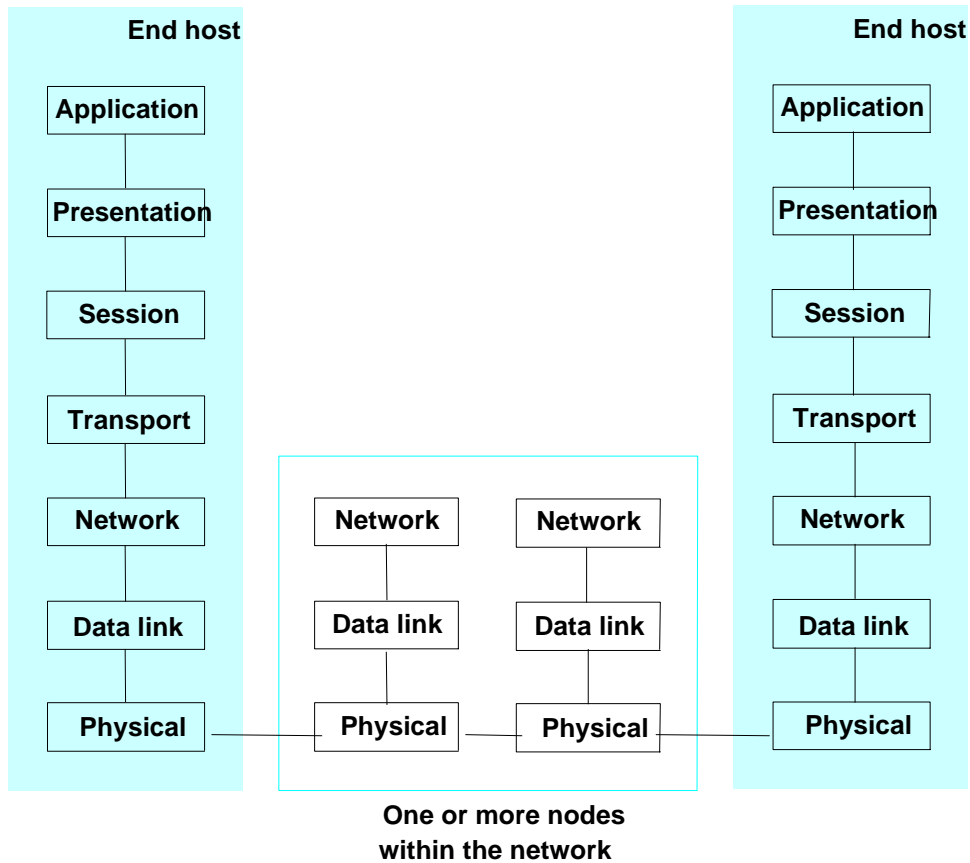 End host
Application
Presentation
Session
Transport
Network
Data link
Physical
Network
Data link
Physical
Network
Data link
Physical
One or more nodes
within the network
End host
Application
Presentation
Session
Transport
Network
Data link
Physical